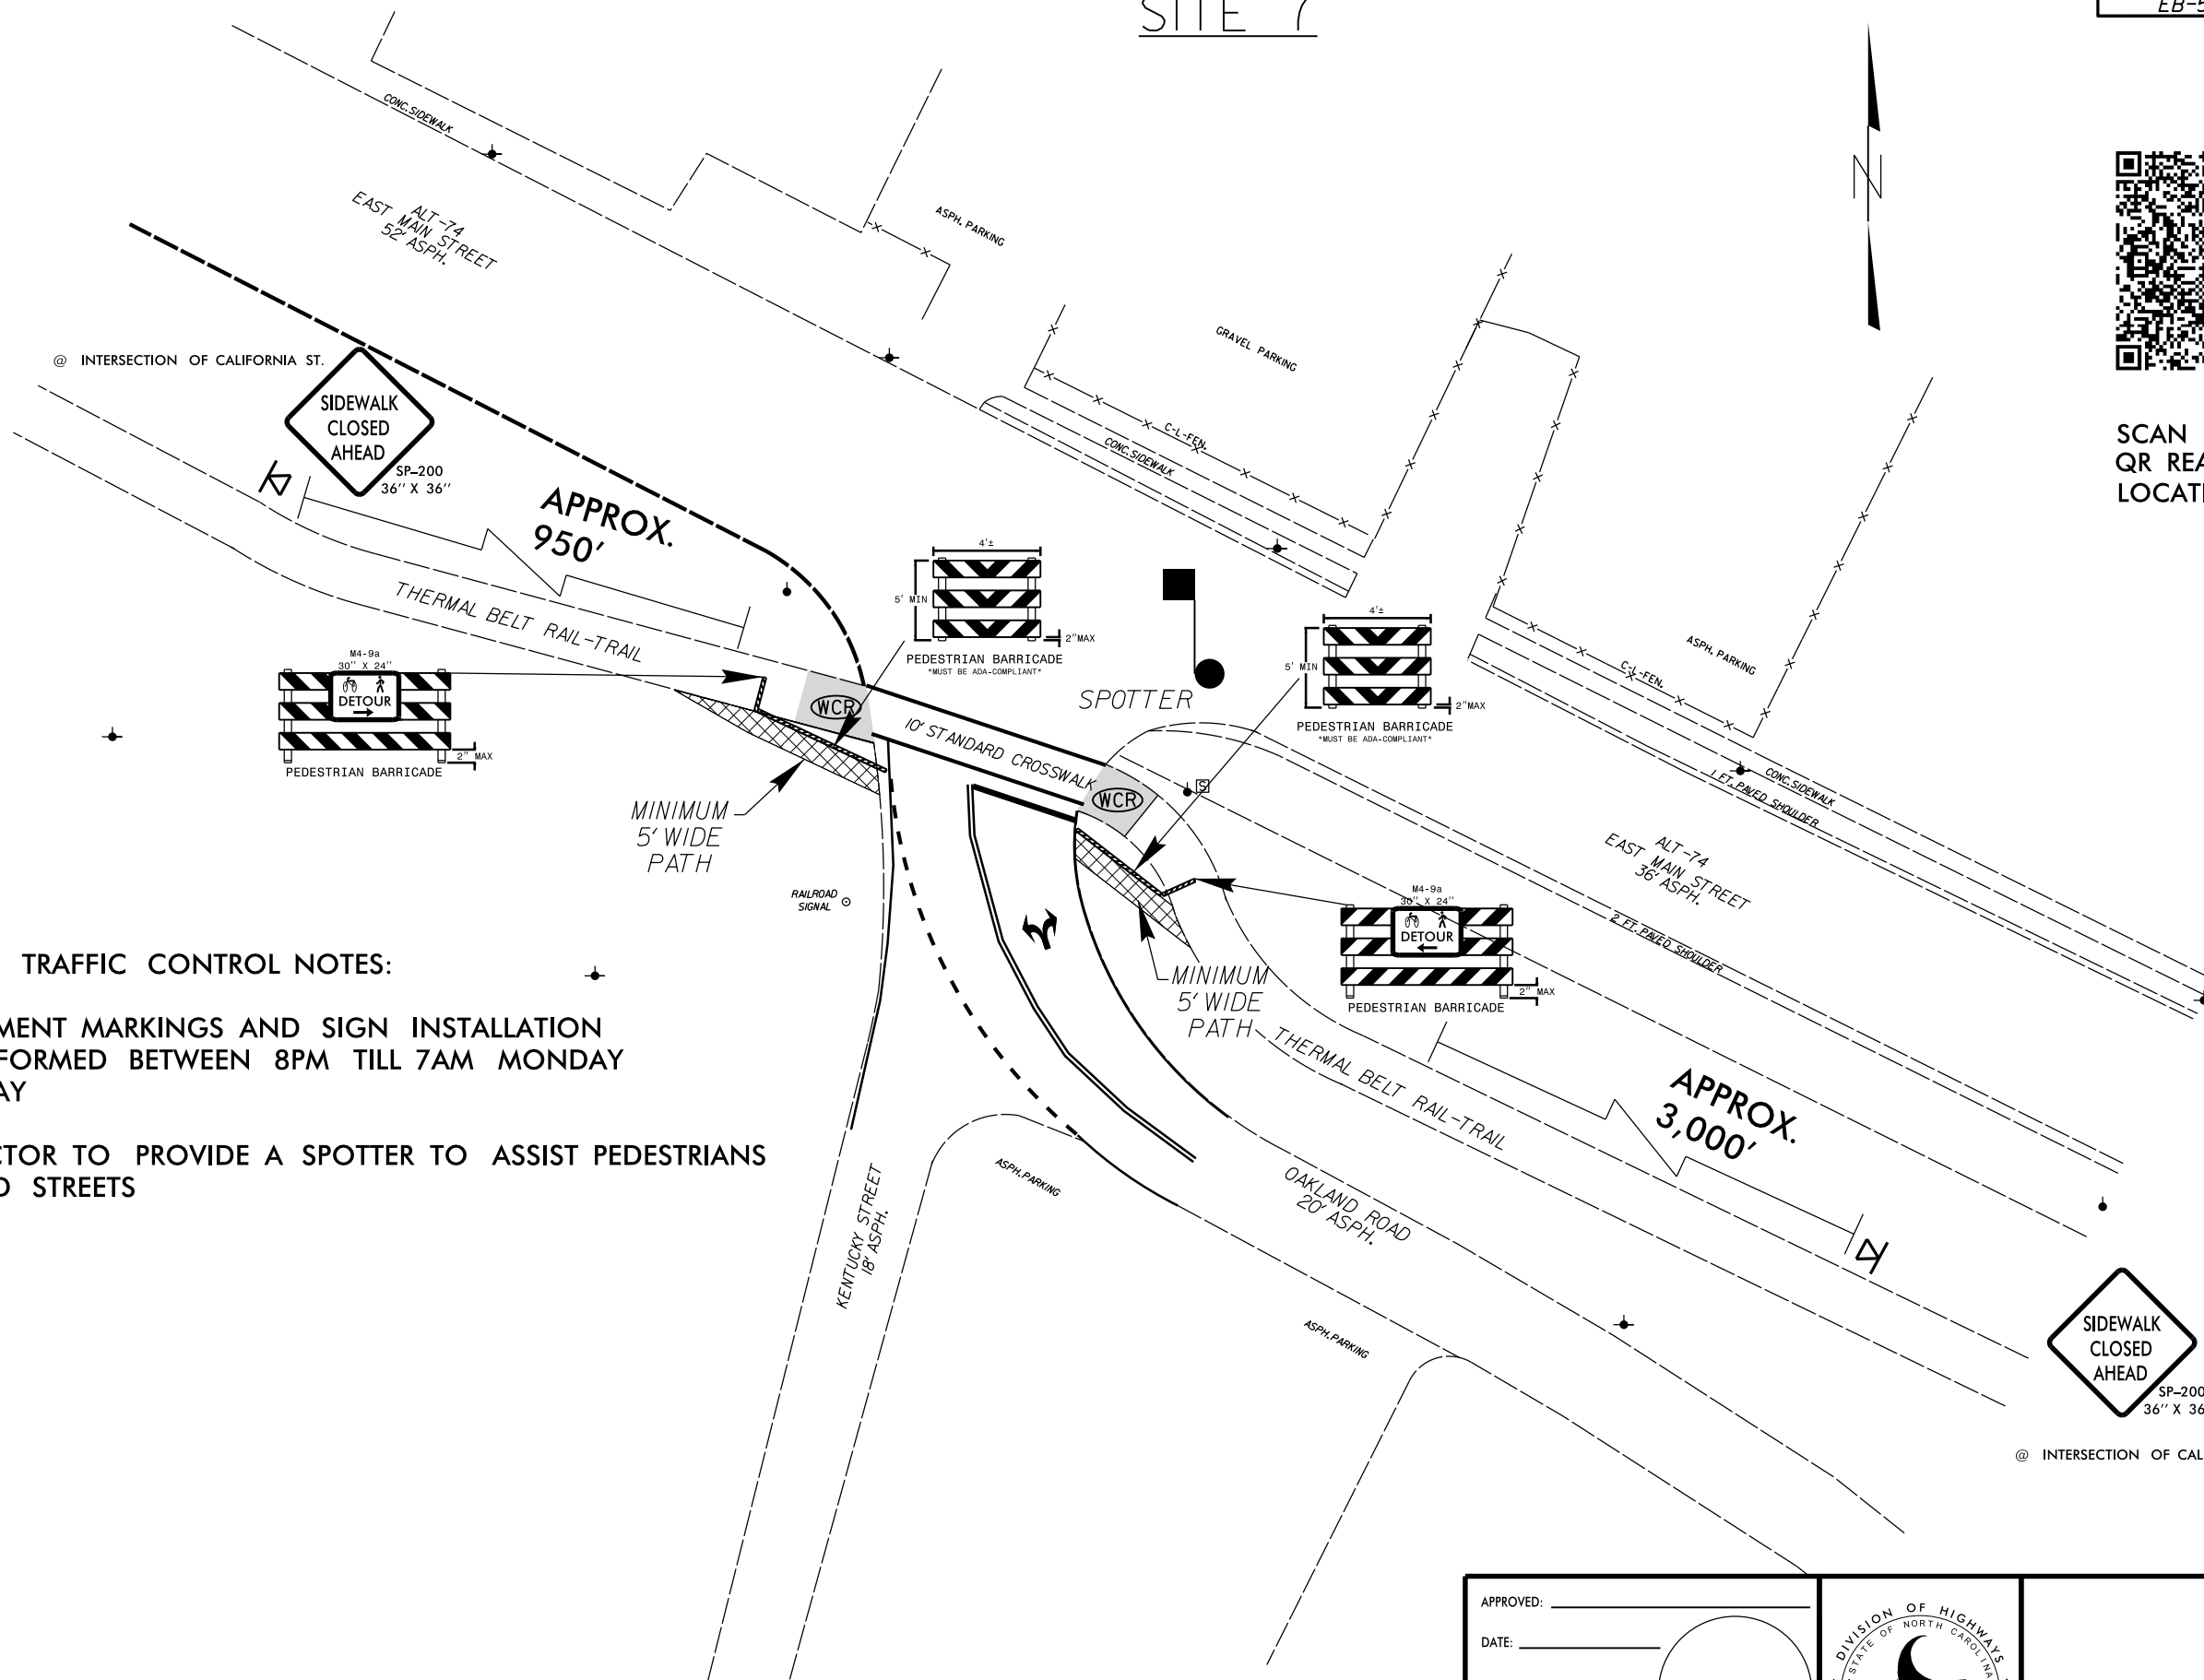 SITE 7
EB-5
N
CONC. SIDEWALK
ALT-74
EAST MAIN STREET
52' ASPH.
ASPH. PARKING
GRAVEL PARKING
C-L-FEN.
CONC. SIDEWALK
SCAN
LOCAT
@ INTERSECTION OF CALIFORNIA ST.
SIDEWALK
CLOSED
AHEAD
SP-200
36" X 36"
APPROX.
950'
THERMAL BELT RAIL-TRAIL
4'±
5' MIN
2"MAX
PEDESTRIAN BARRICADE
*MUST BE ADA-COMPLIANT*
4'±
5' MIN
2"MAX
PEDESTRIAN BARRICADE
*MUST BE ADA-COMPLIANT*
M4-9a
30" X 24"
DETOUR
2" MAX
PEDESTRIAN BARRICADE
SPOTTER
WCR
10' STANDARD CROSSWALK
WCR
S
MINIMUM
5' WIDE
PATH
RAILROAD
SIGNAL
ASPH. PARKING
C-L-FEN.
CONC. SIDEWALK
1 FT. PAVED SHOULDER
ALT-74
EAST MAIN STREET
36' ASPH.
2 FT. PAVED SHOULDER
M4-9a
30" X 24"
DETOUR
2" MAX
PEDESTRIAN BARRICADE
MINIMUM
5' WIDE
PATH
THERMAL BELT RAIL-TRAIL
APPROX.
3,000'
TRAFFIC CONTROL NOTES:
MENT MARKINGS AND SIGN INSTALLATION
FORMED BETWEEN 8PM TILL 7AM MONDAY
AY
CTOR TO PROVIDE A SPOTTER TO ASSIST PEDESTRIANS
D STREETS
KENTUCKY STREET
18' ASPH.
ASPH. PARKING
OAKLAND ROAD
20' ASPH.
ASPH. PARKING
SIDEWALK
CLOSED
AHEAD
SP-200
36" X 36
@ INTERSECTION OF CAL
APPROVED:
DATE:
DIVISION OF HIGHWAYS
STATE OF NORTH CAROLINA